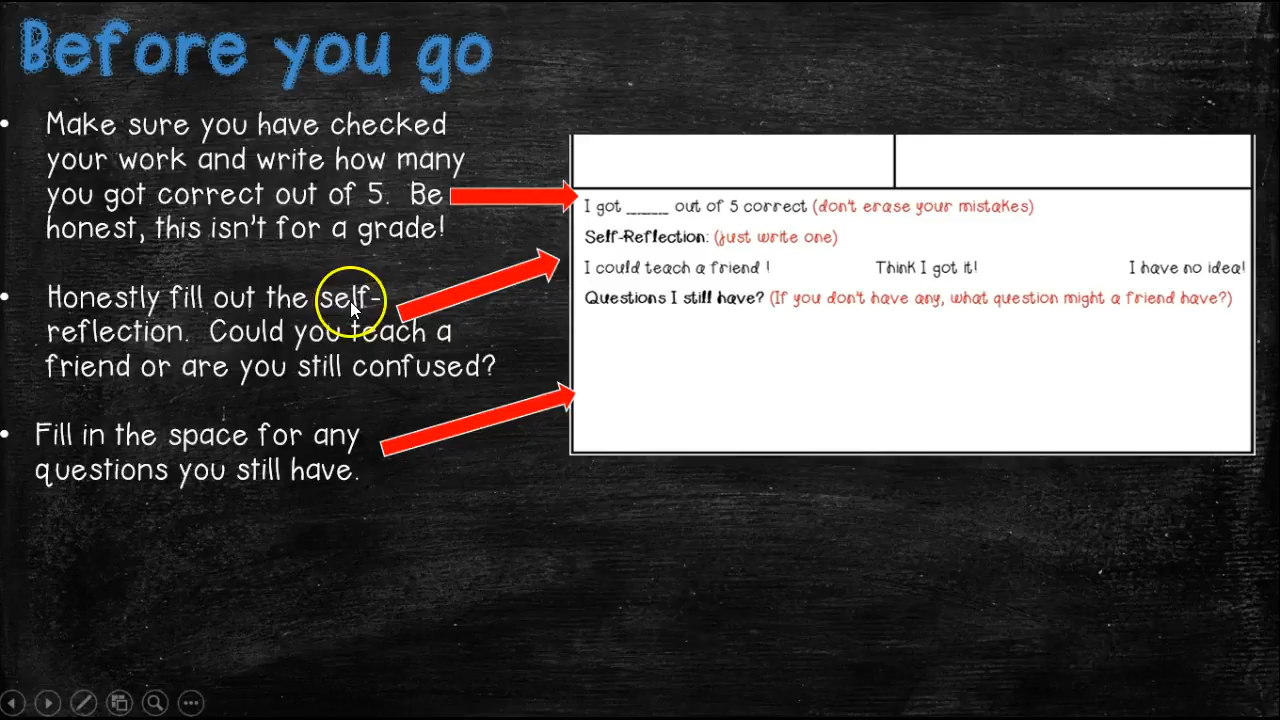 Before you go
• Make sure you have checked
your work and write how many
you got correct out of 5. Be
honest, this isn't for a grade!
• Honestly fill out the self-
reflection. Could you teach a
friend or are you still confused?
• Fill in the space for any
questions you still have.
I got _____ out of 5 correct (don't erase your mistakes)
Self-Reflection: (just write one)
I could teach a friend ! Think I got it! I have no idea!
Questions I still have? (If you don't have any, what question might a friend have?)